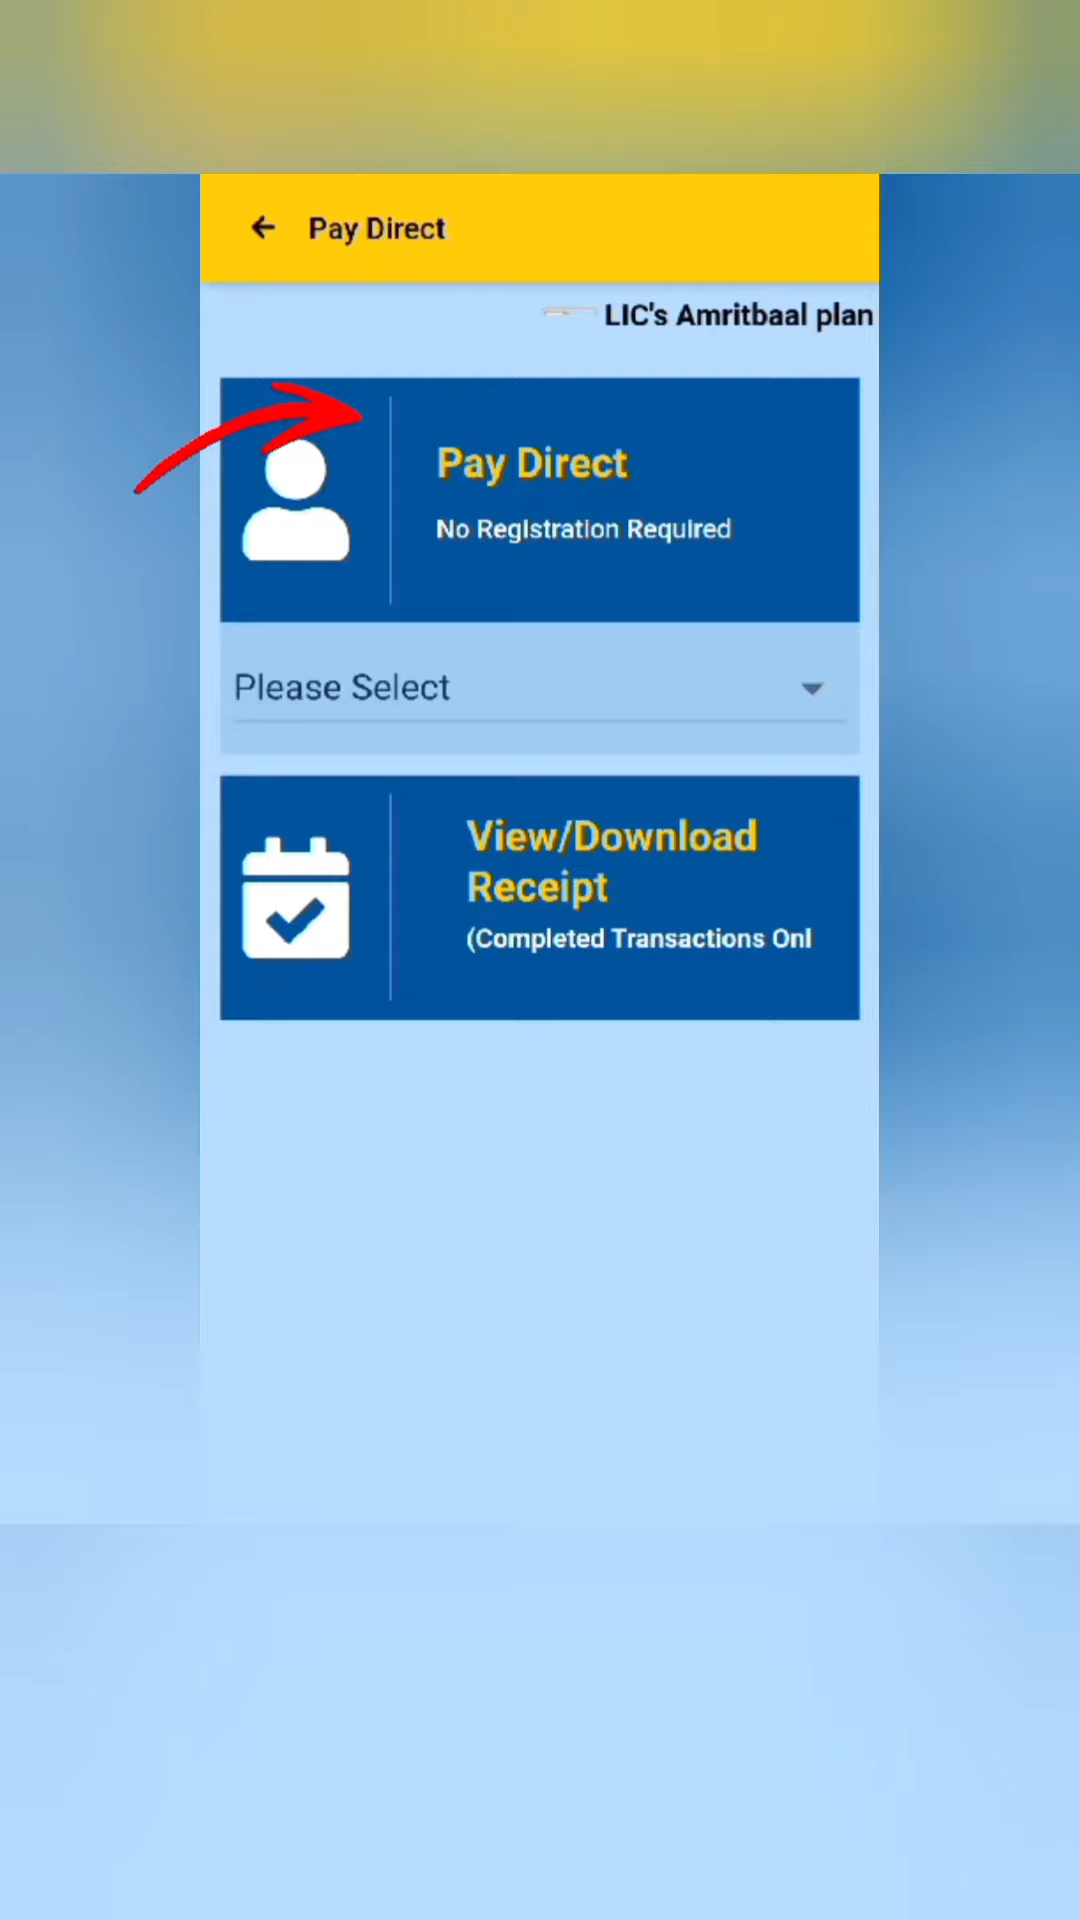 Pay Direct
LIC's Amritbaal plan
Pay Direct
No Registration Required
Please Select
View/Download
Receipt
(Completed Transactions Onl